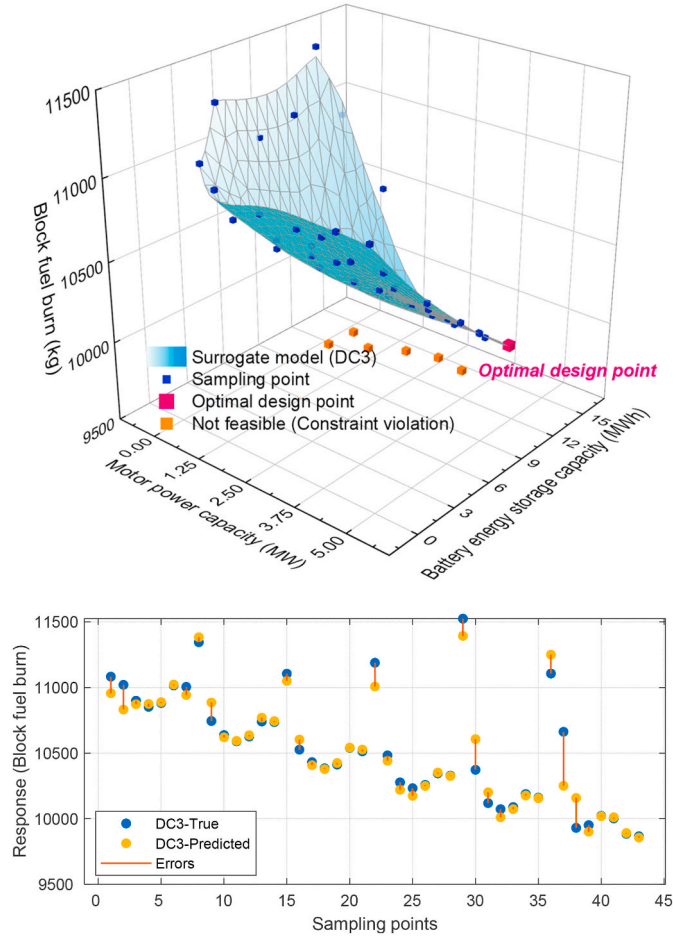 11500
11000
10500
10000
9500
Block fuel burn (kg)
0.00
1.25
2.50
3.75
5.00
Motor power capacity (MW)
0
3
6
9
12
15
Battery energy storage capacity (MWh)
Surrogate model (DC3)
Sampling point
Optimal design point
Not feasible (Constraint violation)
Optimal design point
11500
11000
10500
10000
9500
Response (Block fuel burn)
DC3-True
DC3-Predicted
Errors
0 5 10 15 20 25 30 35 40 45
Sampling points